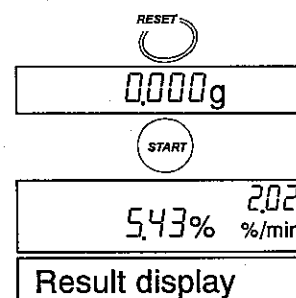 RESET
0.000g
START
2.02
5.43% %/min
Result display